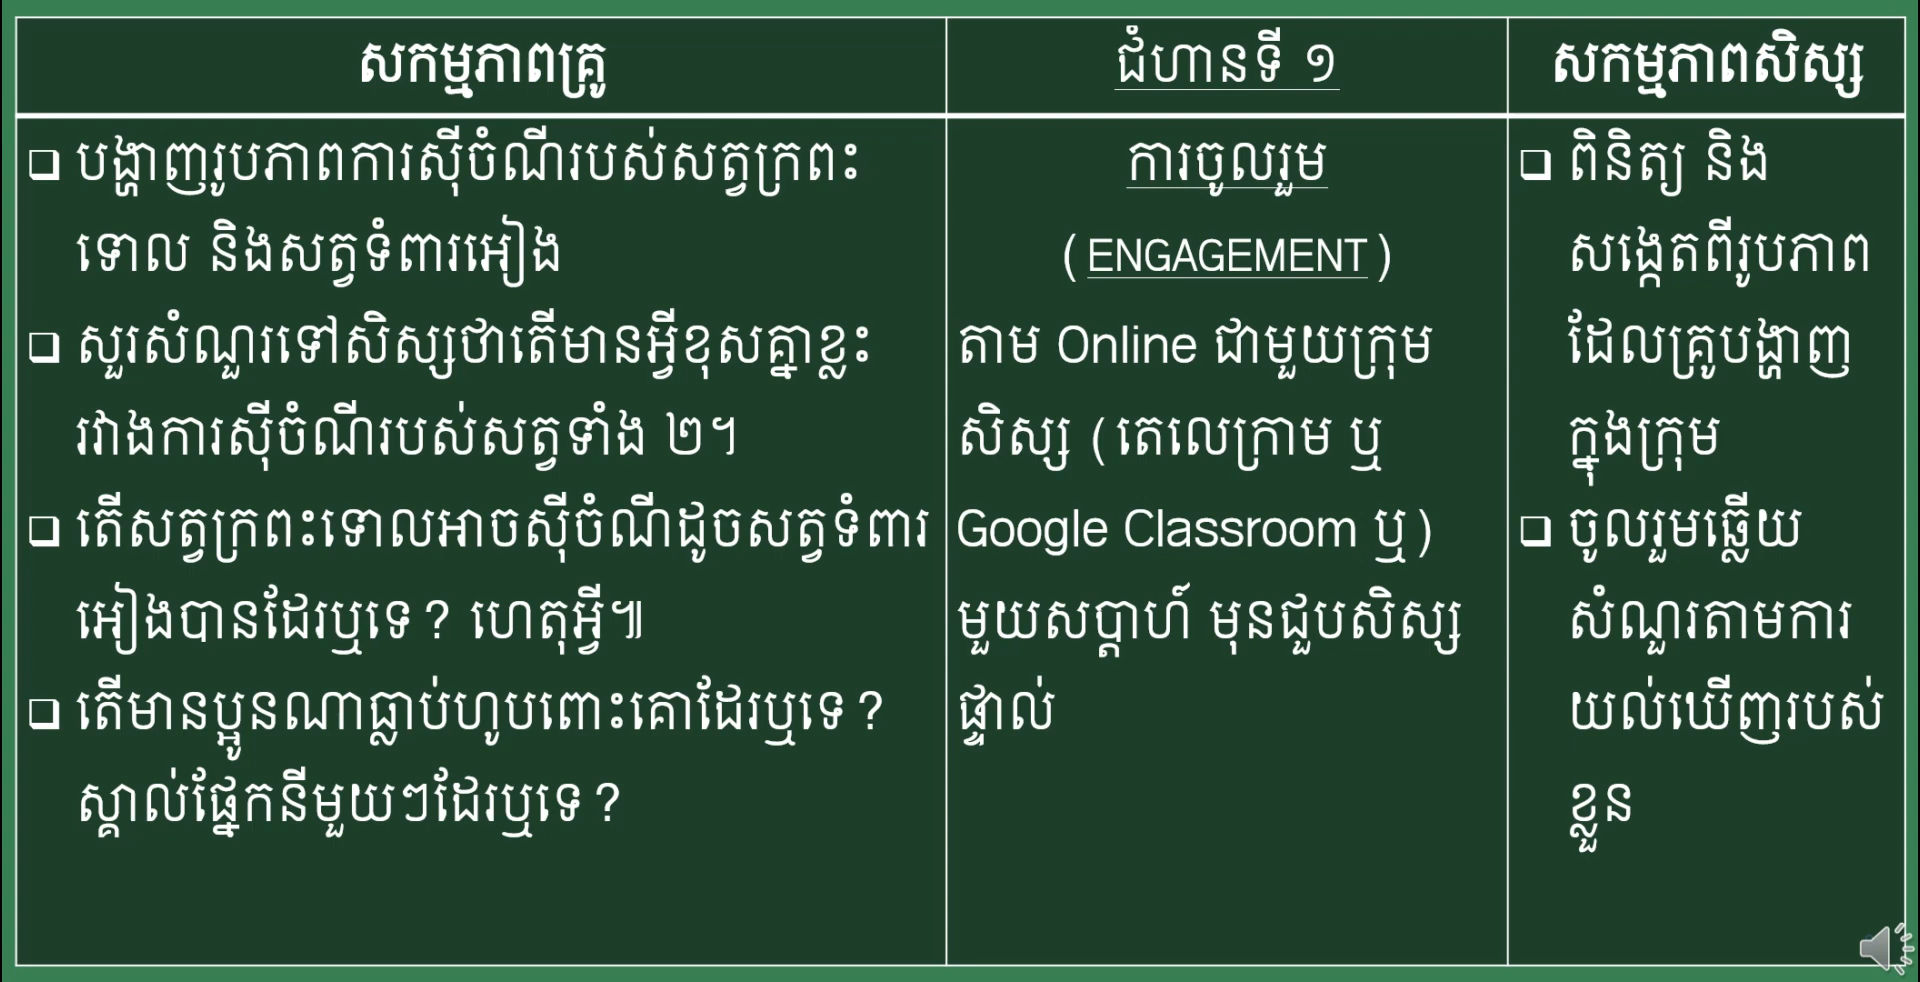 សកម្មភាពគ្រូ
ជំហានទី ១
សកម្មភាពសិស្ស
❑ បង្ហាញរូបភាពការស៊ីចំណីរបស់សត្វក្រពះ
ទោល និងសត្វទំពារអៀង
❑ សួរសំណួរទៅសិស្សថាតើមានអ្វីខុសគ្នាខ្លះ
រវាងការស៊ីចំណីរបស់សត្វទាំង ២។
❑ តើសត្វក្រពះទោលអាចស៊ីចំណីដូចសត្វទំពារ
អៀងបានដែរឬទេ? ហេតុអ្វី៕
❑ តើមានប្អូនណាធ្លាប់ហូបពោះគោដែរឬទេ?
ស្គាល់ផ្នែកនីមួយៗដែរឬទេ?
ការចូលរួម
(ENGAGEMENT)
តាម Online ជាមួយក្រុម
សិស្ស (តេលេក្រាម ឬ
Google Classroom ឬ)
មួយសប្តាហ៍ មុនជួបសិស្ស
ផ្ទាល់
❑ ពិនិត្យ និង
សង្កេតពីរូបភាព
ដែលគ្រូបង្ហាញ
ក្នុងក្រុម
❑ ចូលរួមឆ្លើយ
សំណួរតាមការ
យល់ឃើញរបស់
ខ្លួន